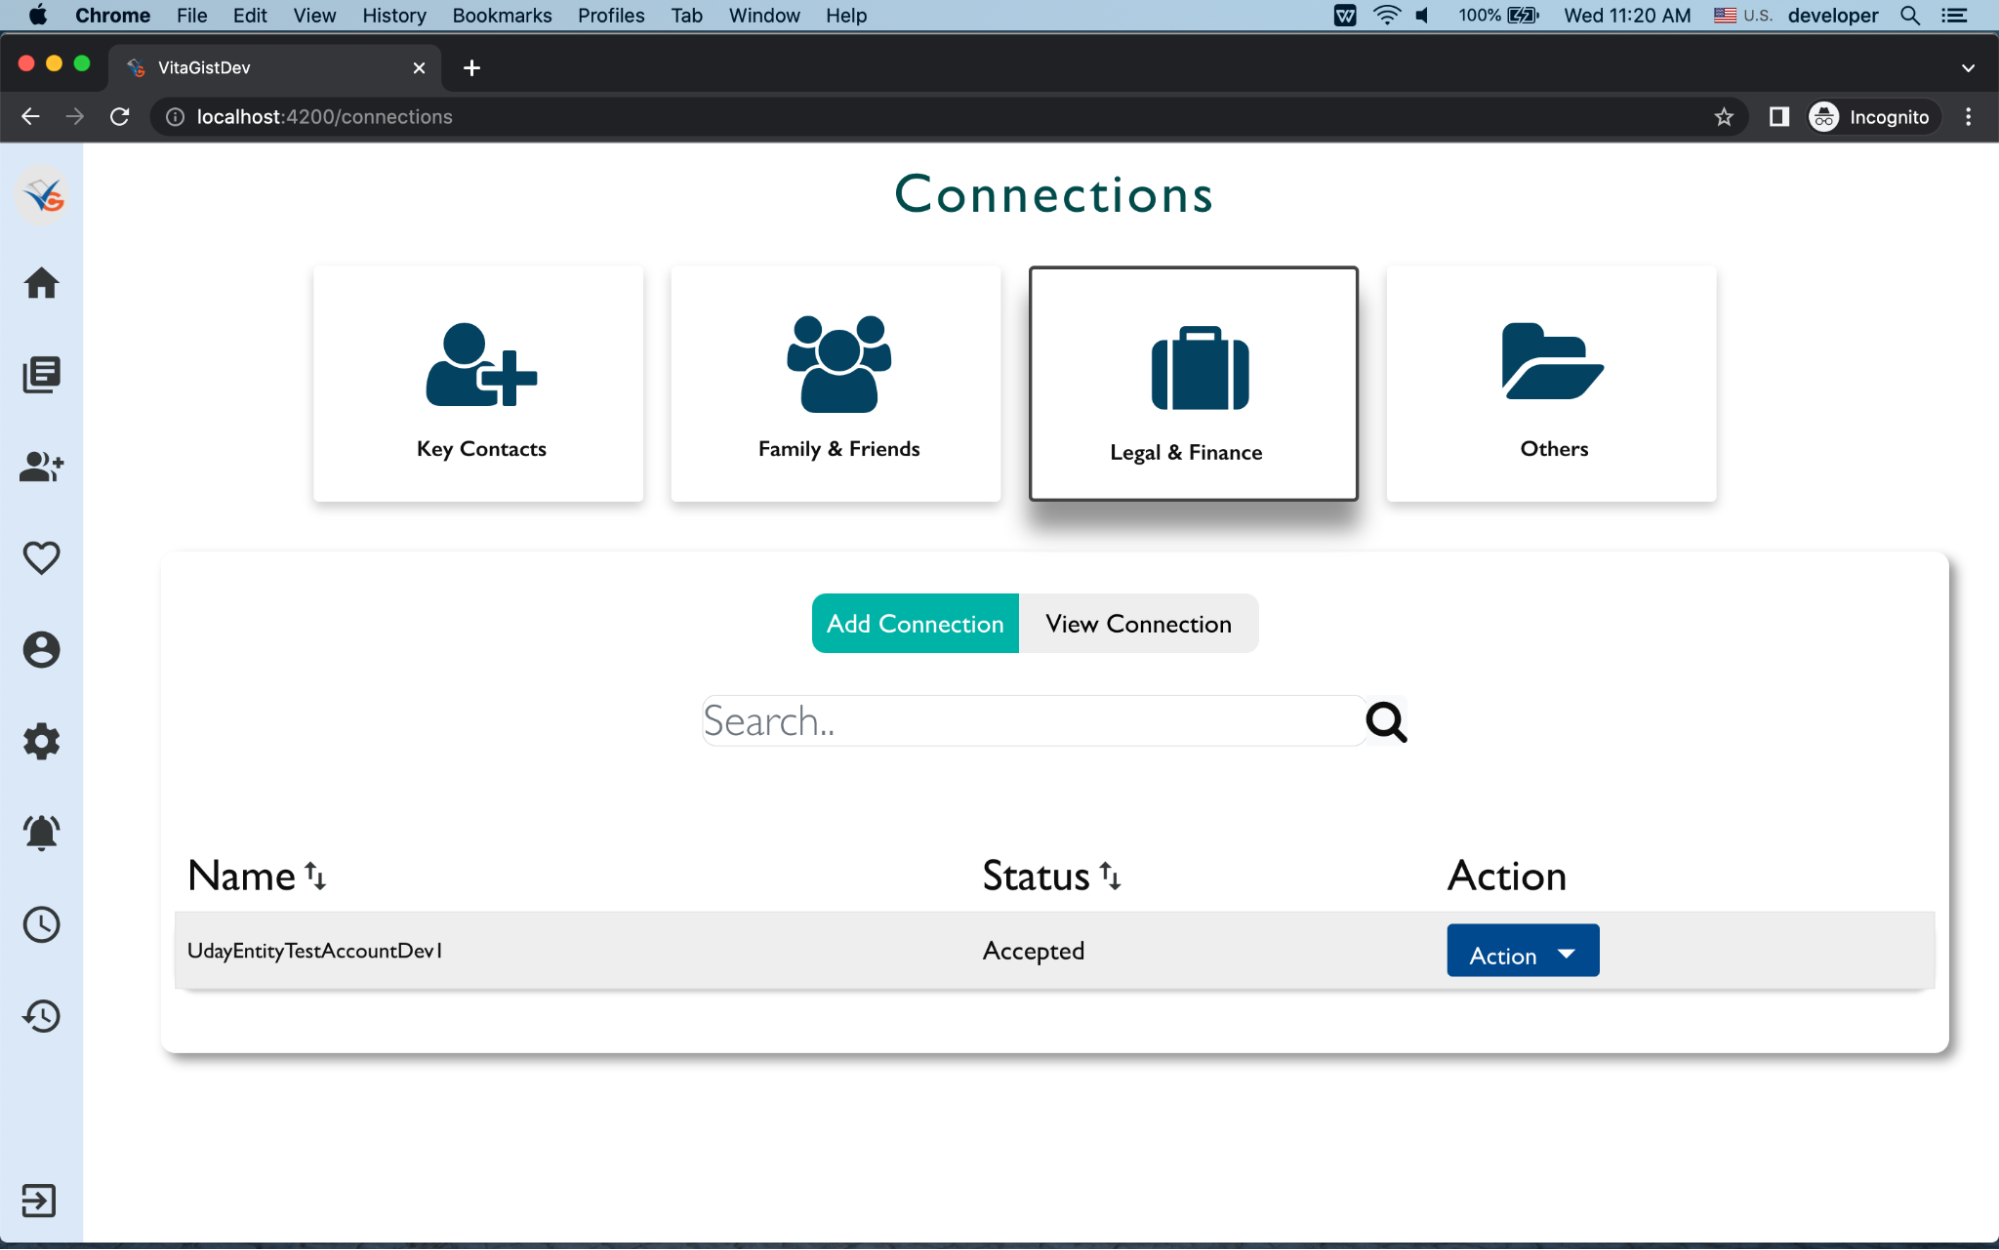 Chrome File Edit View History Bookmarks Profiles Tab Window Help 100% Wed 11:20 AM U.S. developer
VitaGistDev
localhost:4200/connections Incognito
Connections
Key Contacts Family & Friends Legal & Finance Others
Add Connection View Connection
Search..
Name Status Action
UdayEntityTestAccountDev1 Accepted Action